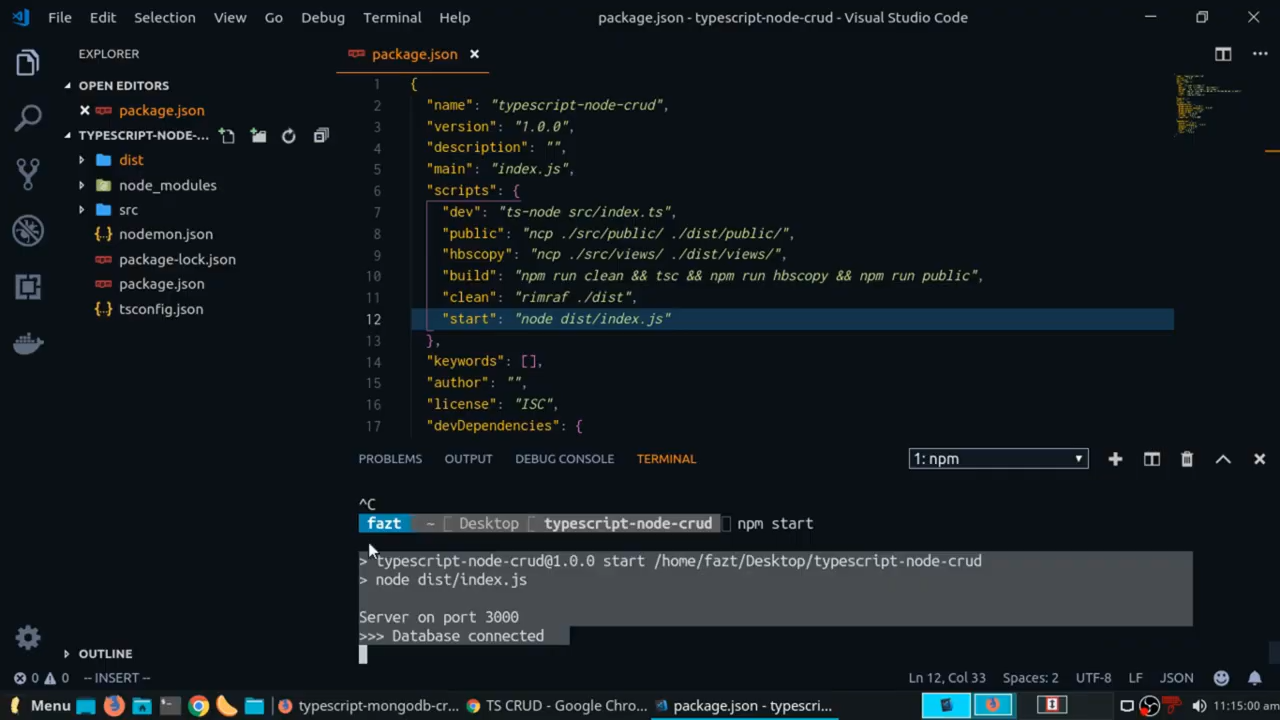 File Edit Selection View Go Debug Terminal Help
package.json - typescript-node-crud - Visual Studio Code
EXPLORER
OPEN EDITORS
package.json
TYPESCRIPT-NODE-...
dist
node_modules
src
nodemon.json
package-lock.json
package.json
tsconfig.json
OUTLINE
package.json
1 {
2 "name": "typescript-node-crud",
3 "version": "1.0.0",
4 "description": "",
5 "main": "index.js",
6 "scripts": {
7 "dev": "ts-node src/index.ts",
8 "public": "ncp ./src/public/ ./dist/public/",
9 "hbscopy": "ncp ./src/views/ ./dist/views/",
10 "build": "npm run clean && tsc && npm run hbscopy && npm run public",
11 "clean": "rimraf ./dist",
12 "start": "node dist/index.js"
13 },
14 "keywords": [],
15 "author": "",
16 "license": "ISC",
17 "devDependencies": {
PROBLEMS OUTPUT DEBUG CONSOLE TERMINAL 1: npm
^C
fazt ~ Desktop typescript-node-crud npm start
> typescript-node-crud@1.0.0 start /home/fazt/Desktop/typescript-node-crud
> node dist/index.js
Server on port 3000
>>> Database connected
0 0 -- INSERT -- Ln 12, Col 33 Spaces: 2 UTF-8 LF JSON
Menu typescript-mongodb-cr... TS CRUD - Google Chro... package.json - typescri... 11:15:00 am